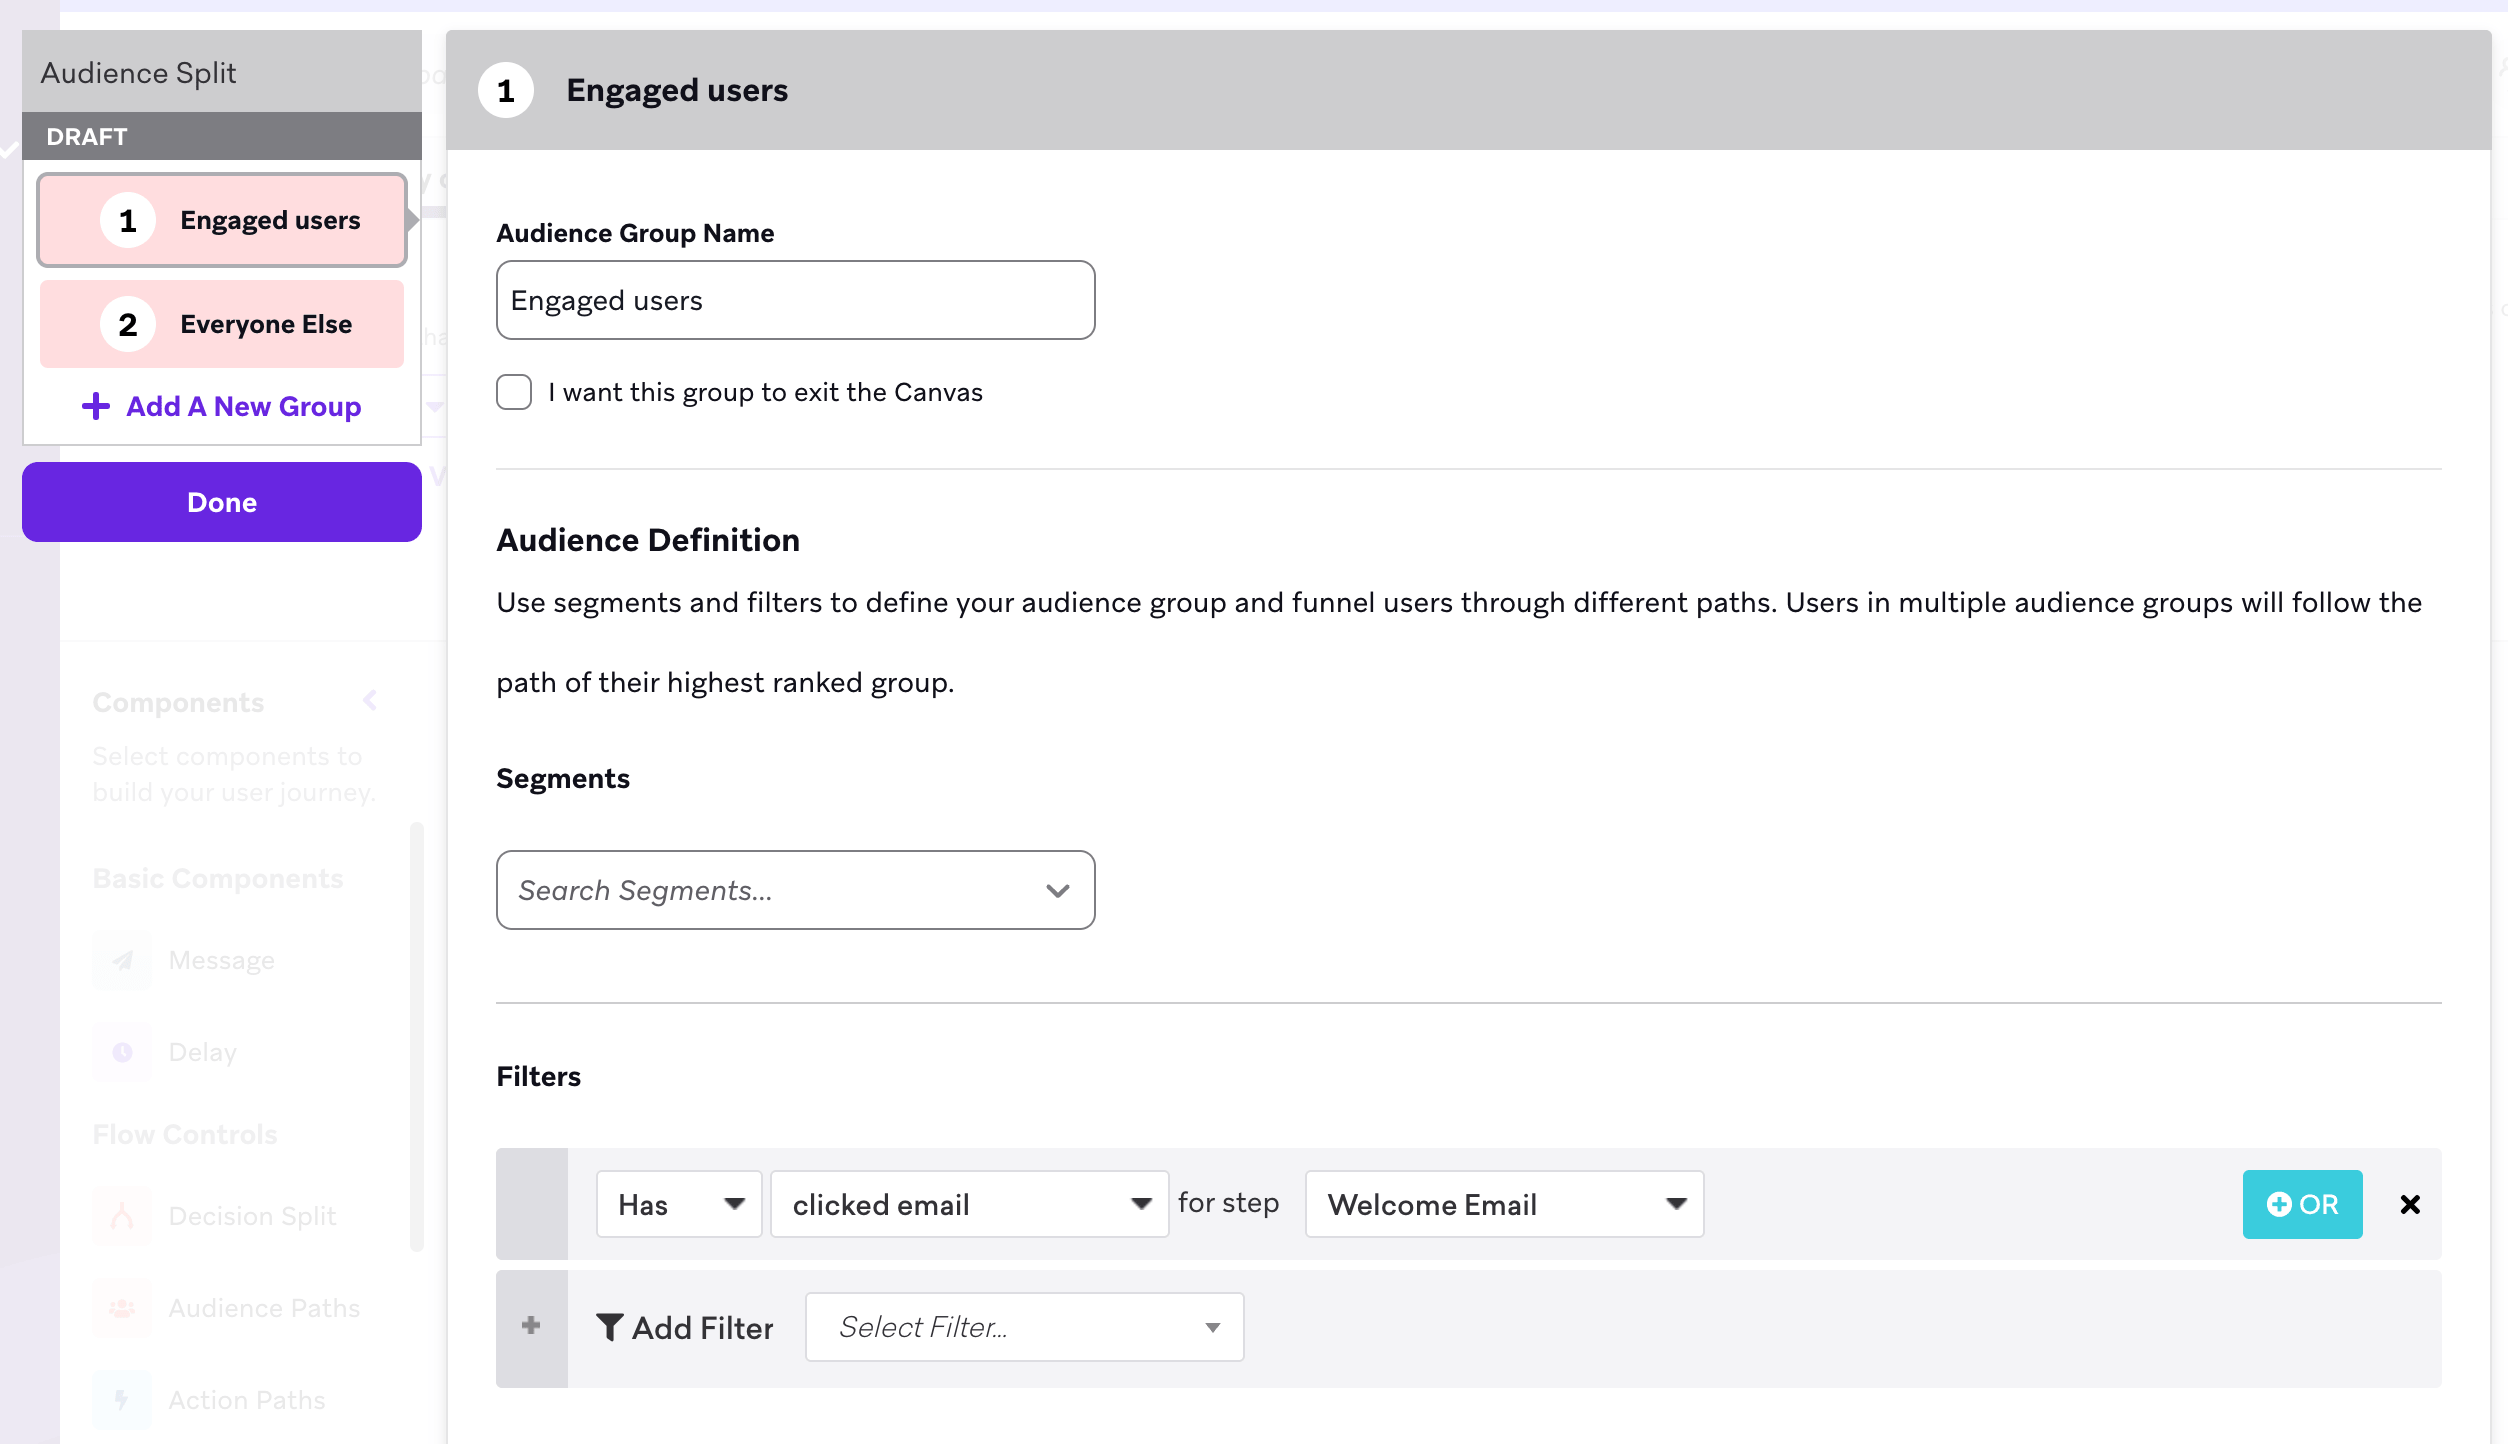 Audience Split
DRAFT
1 Engaged users
2 Everyone Else
Add A New Group
Done
Components
Select components to
build your user journey.
Basic Components
Message
Delay
Flow Controls
Decision Split
Audience Paths
Action Paths
1 Engaged users
Audience Group Name
Engaged users
I want this group to exit the Canvas
Audience Definition
Use segments and filters to define your audience group and funnel users through different paths. Users in multiple audience groups will follow the
path of their highest ranked group.
Segments
Search Segments...
Filters
Has clicked email for step Welcome Email OR
Add Filter Select Filter...